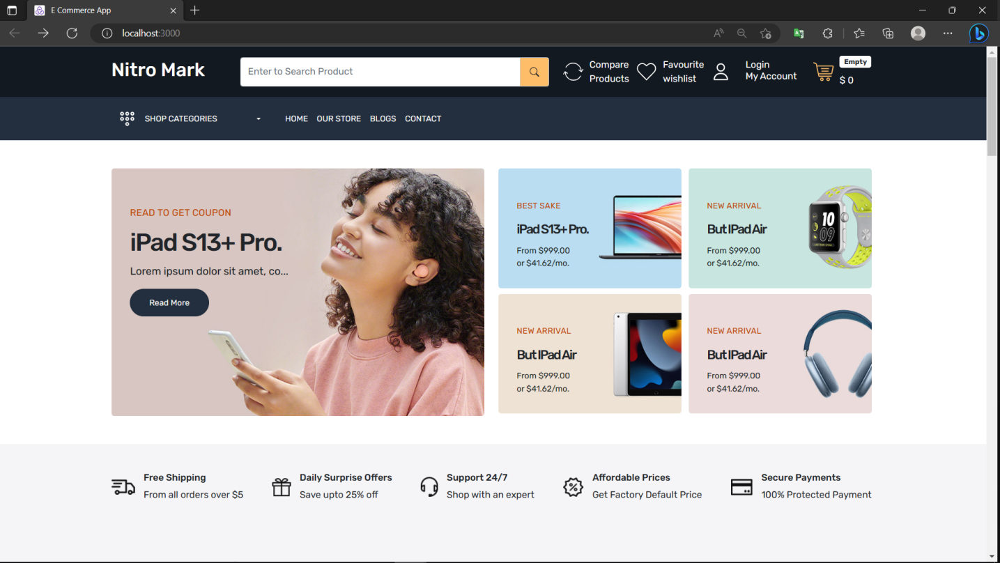 E Commerce App
localhost:3000
Nitro Mark
Enter to Search Product
Compare
Products
Favourite
wishlist
Login
My Account
Empty
$ 0
SHOP CATEGORIES
HOME OUR STORE BLOGS CONTACT
READ TO GET COUPON
iPad S13+ Pro.
Lorem ipsum dolor sit amet, co...
Read More
BEST SAKE
iPad S13+ Pro.
From $999.00
or $41.62/mo.
NEW ARRIVAL
But IPad Air
From $999.00
or $41.62/mo.
10
09
NEW ARRIVAL
But IPad Air
From $999.00
or $41.62/mo.
NEW ARRIVAL
But IPad Air
From $999.00
or $41.62/mo.
Free Shipping
From all orders over $5
Daily Surprise Offers
Save upto 25% off
Support 24/7
Shop with an expert
Affordable Prices
Get Factory Default Price
Secure Payments
100% Protected Payment